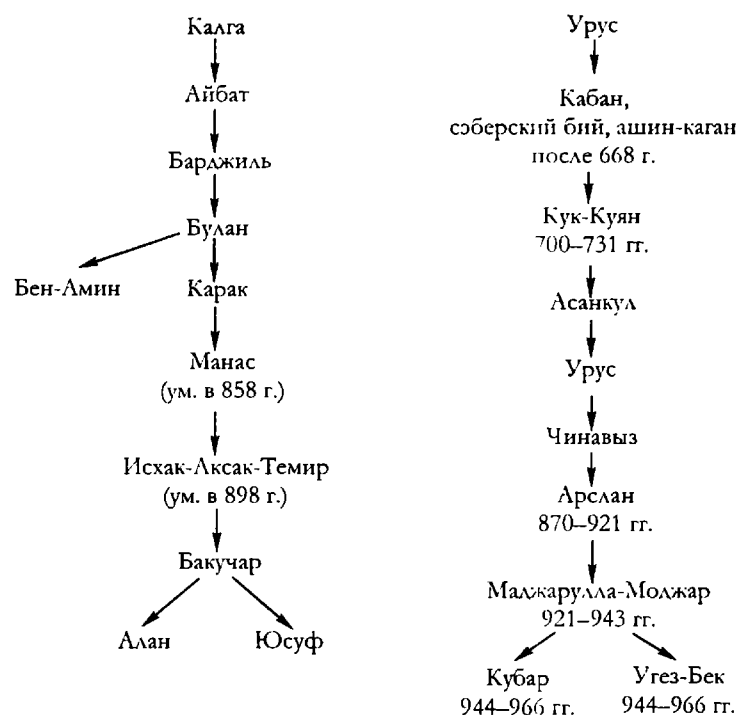 Калга
Айбат
Барджиль
Булан
Бен-Амин
Карак
Манас
(ум. в 858 г.)
Исхак-Аксак-Темир
(ум. в 898 г.)
Бакучар
Алан
Юсуф
Урус
Кабан,
сэберский бий, ашин-каган
после 668 г.
Кук-Куян
700–731 гг.
Асанкул
Урус
Чинавыз
Арслан
870–921 гг.
Маджарулла-Моджар
921–943 гг.
Кубар
944–966 гг.
Угез-Бек
944–966 гг.